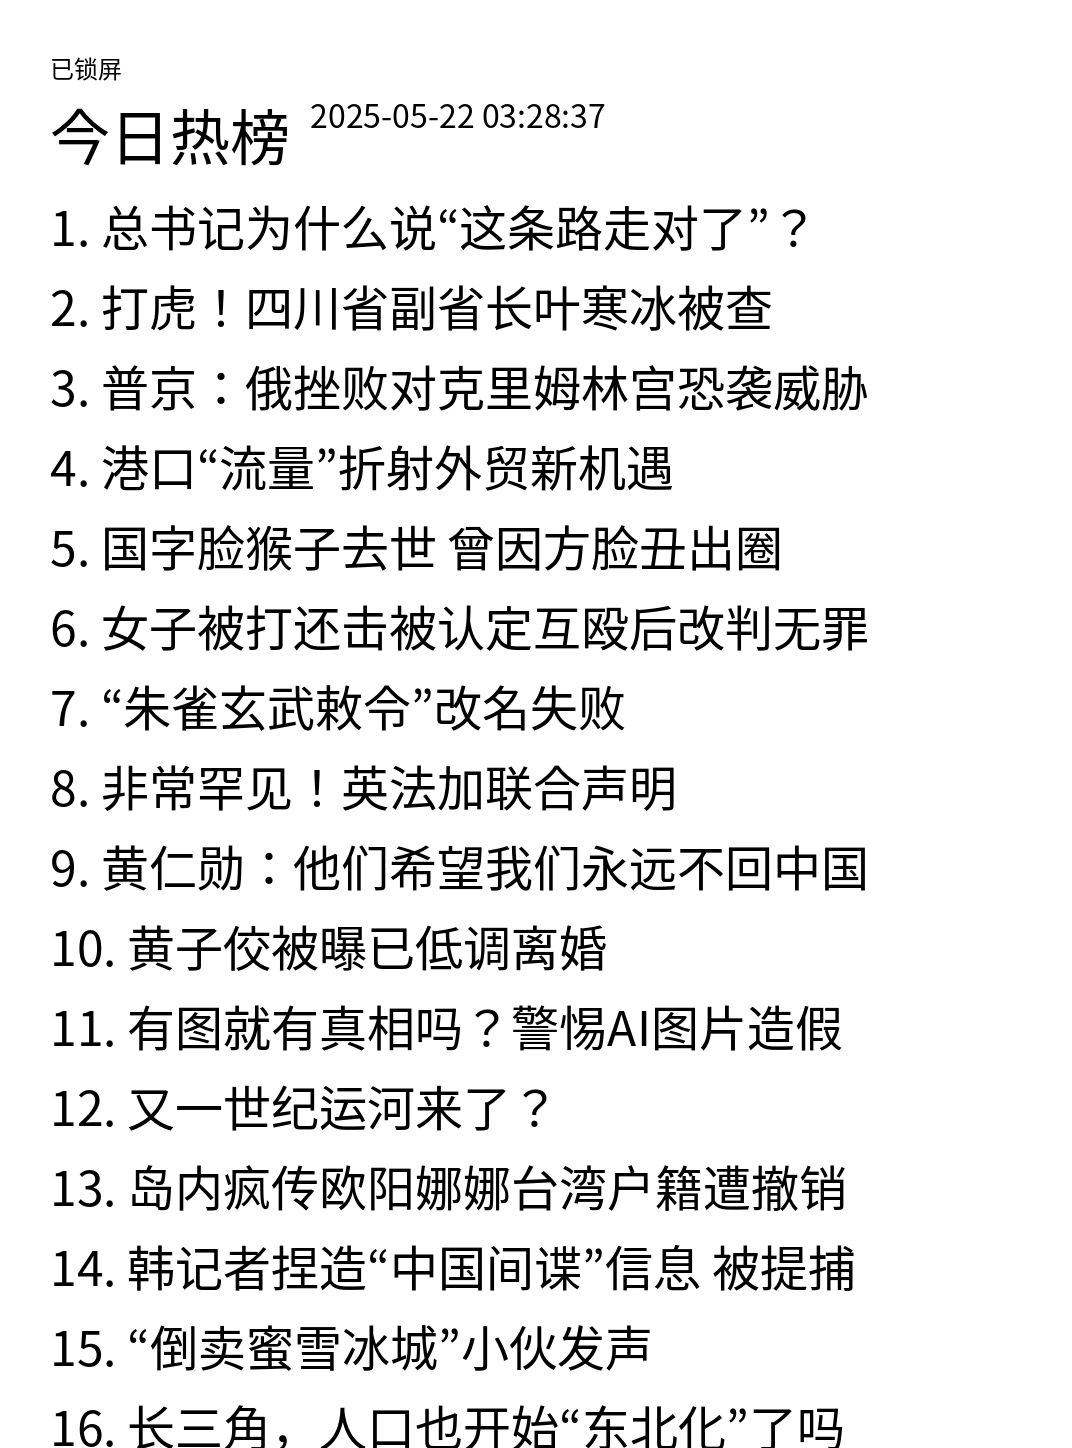 已锁屏
今日热榜 2025-05-22 03:28:37
1. 总书记为什么说“这条路走对了”？
2. 打虎！四川省副省长叶寒冰被查
3. 普京：俄挫败对克里姆林宫恐袭威胁
4. 港口“流量”折射外贸新机遇
5. 国字脸猴子去世 曾因方脸丑出圈
6. 女子被打还击被认定互殴后改判无罪
7. “朱雀玄武敕令”改名失败
8. 非常罕见！英法加联合声明
9. 黄仁勋：他们希望我们永远不回中国
10. 黄子佼被曝已低调离婚
11. 有图就有真相吗？警惕AI图片造假
12. 又一世纪运河来了？
13. 岛内疯传欧阳娜娜台湾户籍遭撤销
14. 韩记者捏造“中国间谍”信息 被提捕
15. “倒卖蜜雪冰城”小伙发声
16. 长三角，人口也开始“东北化”了吗